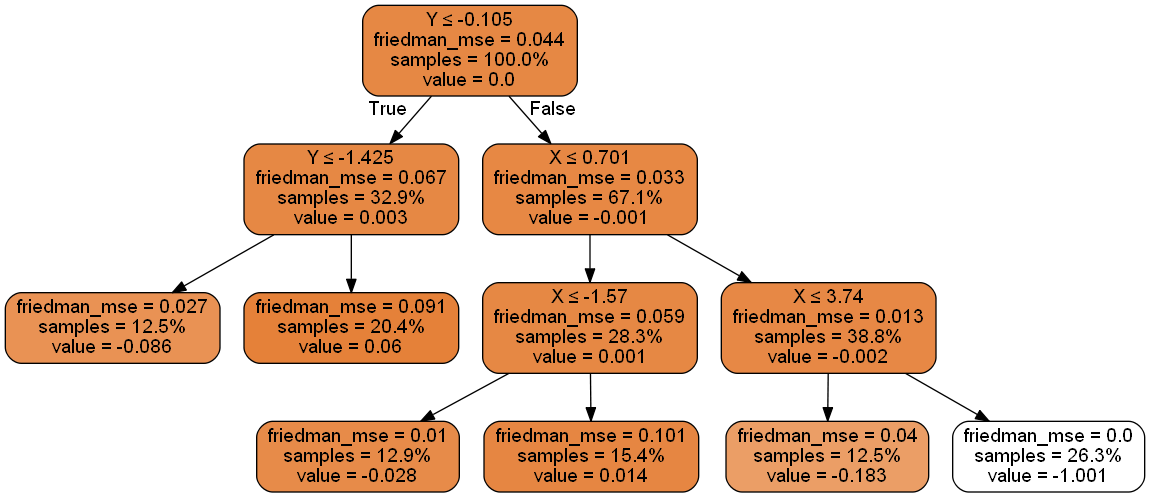 Y ≤ -0.105
friedman_mse = 0.044
samples = 100.0%
value = 0.0
True
False
Y ≤ -1.425
friedman_mse = 0.067
samples = 32.9%
value = 0.003
X ≤ 0.701
friedman_mse = 0.033
samples = 67.1%
value = -0.001
friedman_mse = 0.027
samples = 12.5%
value = -0.086
friedman_mse = 0.091
samples = 20.4%
value = 0.06
X ≤ -1.57
friedman_mse = 0.059
samples = 28.3%
value = 0.001
X ≤ 3.74
friedman_mse = 0.013
samples = 38.8%
value = -0.002
friedman_mse = 0.01
samples = 12.9%
value = -0.028
friedman_mse = 0.101
samples = 15.4%
value = 0.014
friedman_mse = 0.04
samples = 12.5%
value = -0.183
friedman_mse = 0.0
samples = 26.3%
value = -1.001